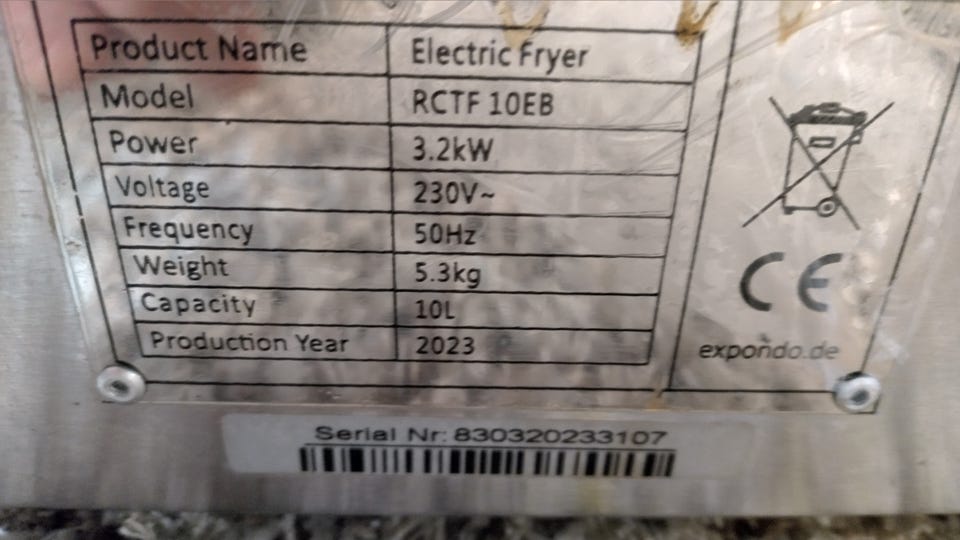 Product Name Electric Fryer
Model RCTF 10EB
Power 3.2kW
Voltage 230V~
Frequency 50Hz
Weight 5.3kg
Capacity 10L
Production Year 2023
CE
expondo.de
Serial Nr: 830320233107